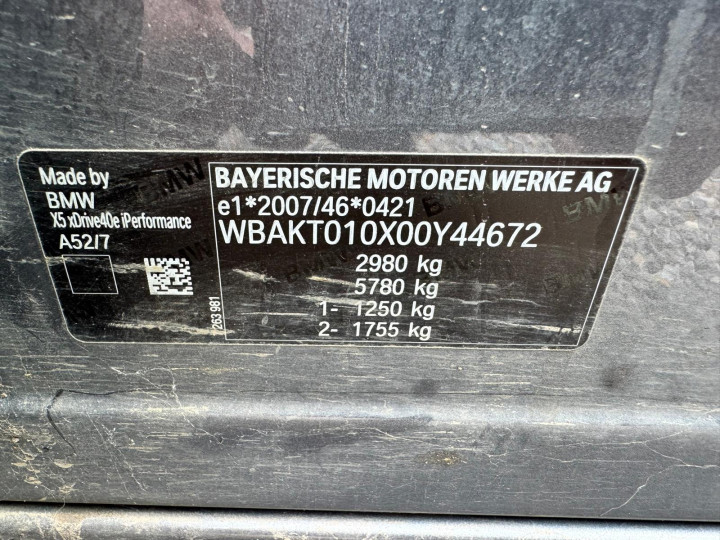 Made by
BMW
X5 xDrive40e iPerformance
A52/7
263 981
BAYERISCHE MOTOREN WERKE AG
e1*2007/46*0421
WBAKT010X00Y44672
2980 kg
5780 kg
1- 1250 kg
2- 1755 kg